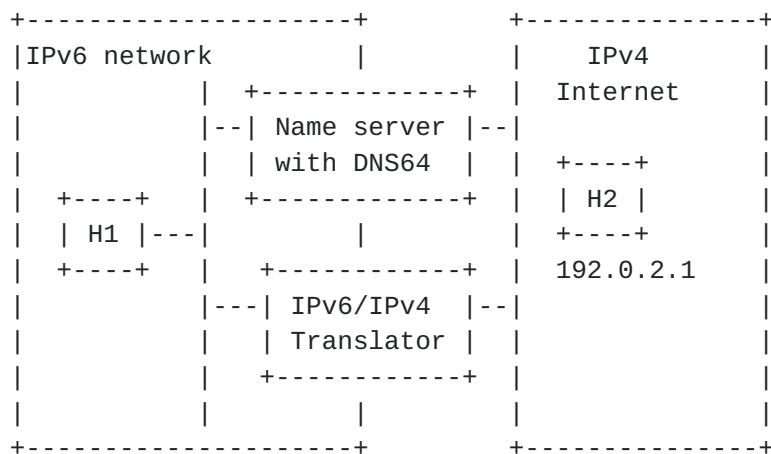 IPv6 network
IPv4
Internet
Name server
with DNS64
H2
H1
192.0.2.1
IPv6/IPv4
Translator